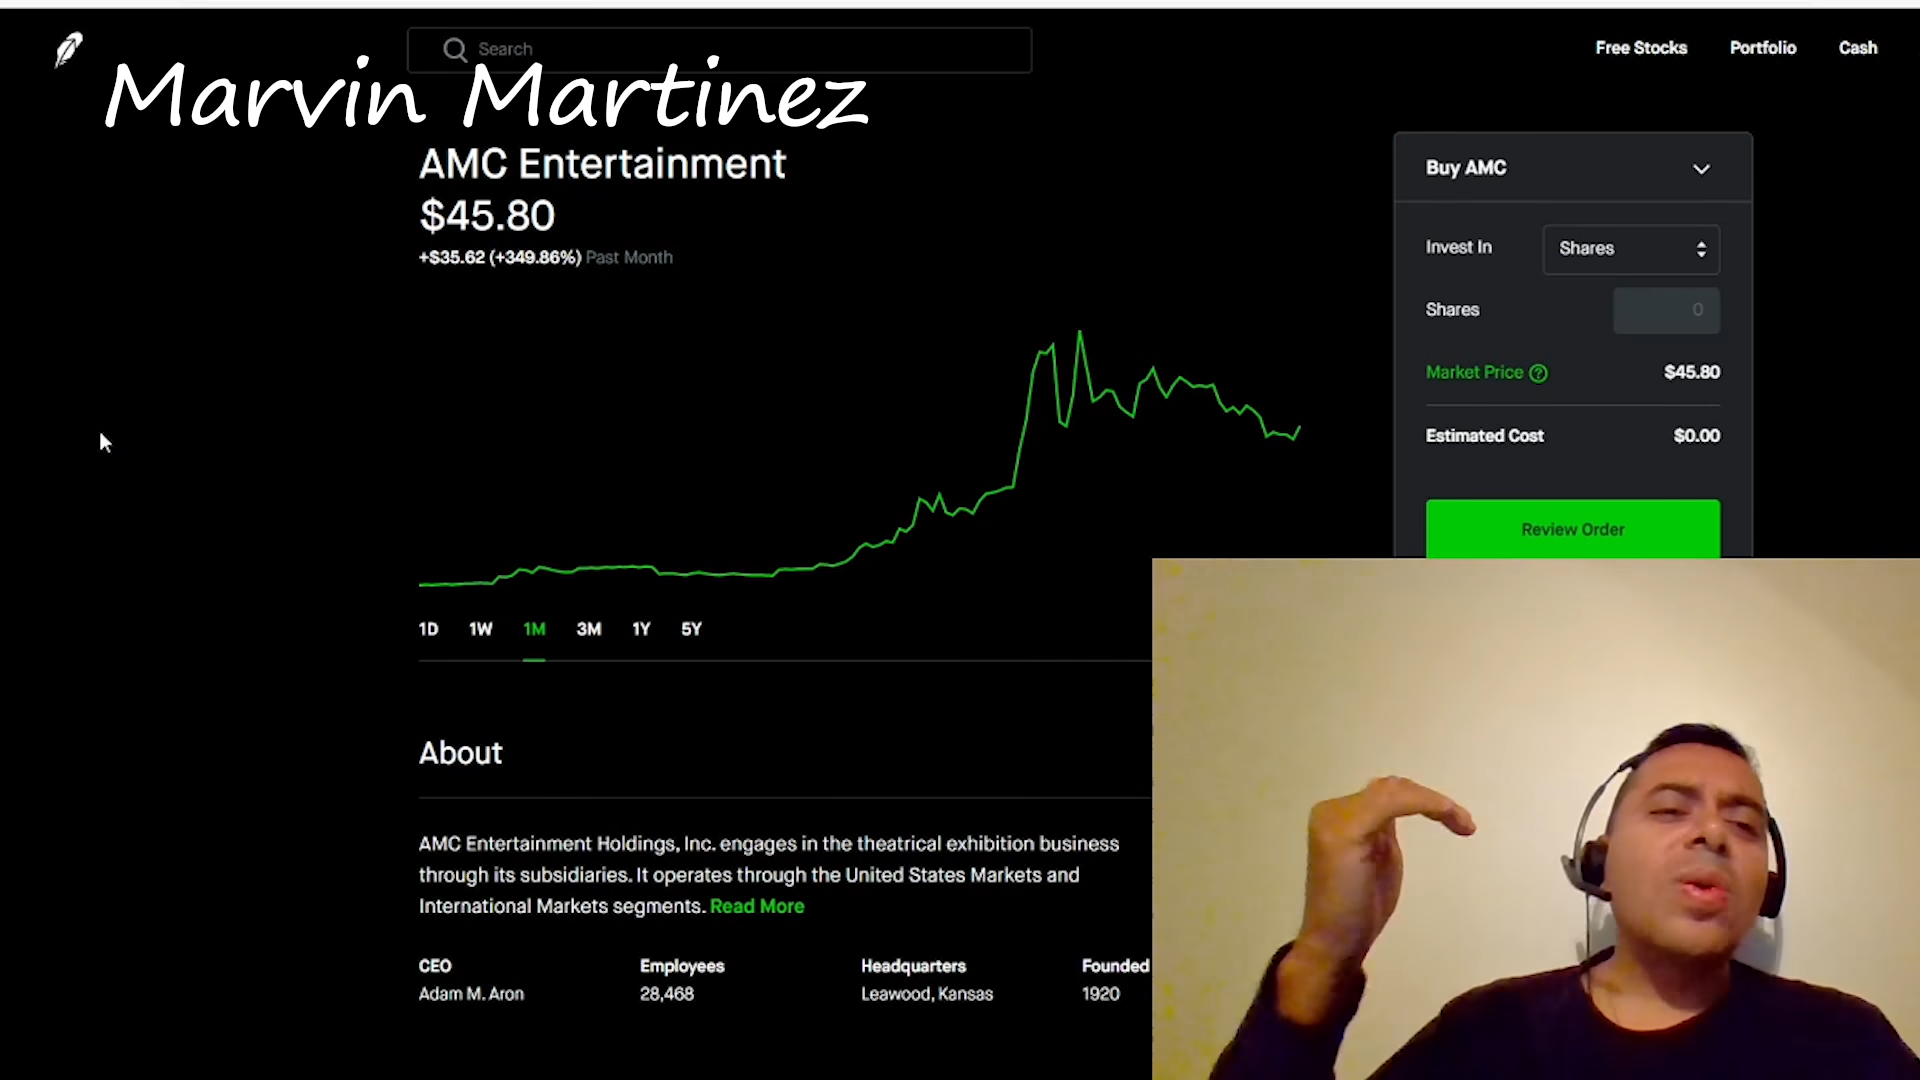 Search
Free Stocks Portfolio Cash
Marvin Martinez
AMC Entertainment
$45.80
+$35.62 (+349.86%) Past Month
Buy AMC
Invest In Shares
Shares 0
Market Price ? $45.80
Estimated Cost $0.00
Review Order
1D 1W 1M 3M 1Y 5Y
About
AMC Entertainment Holdings, Inc. engages in the theatrical exhibition business
through its subsidiaries. It operates through the United States Markets and
International Markets segments. Read More
CEO Employees Headquarters Founded
Adam M. Aron 28,468 Leawood, Kansas 1920